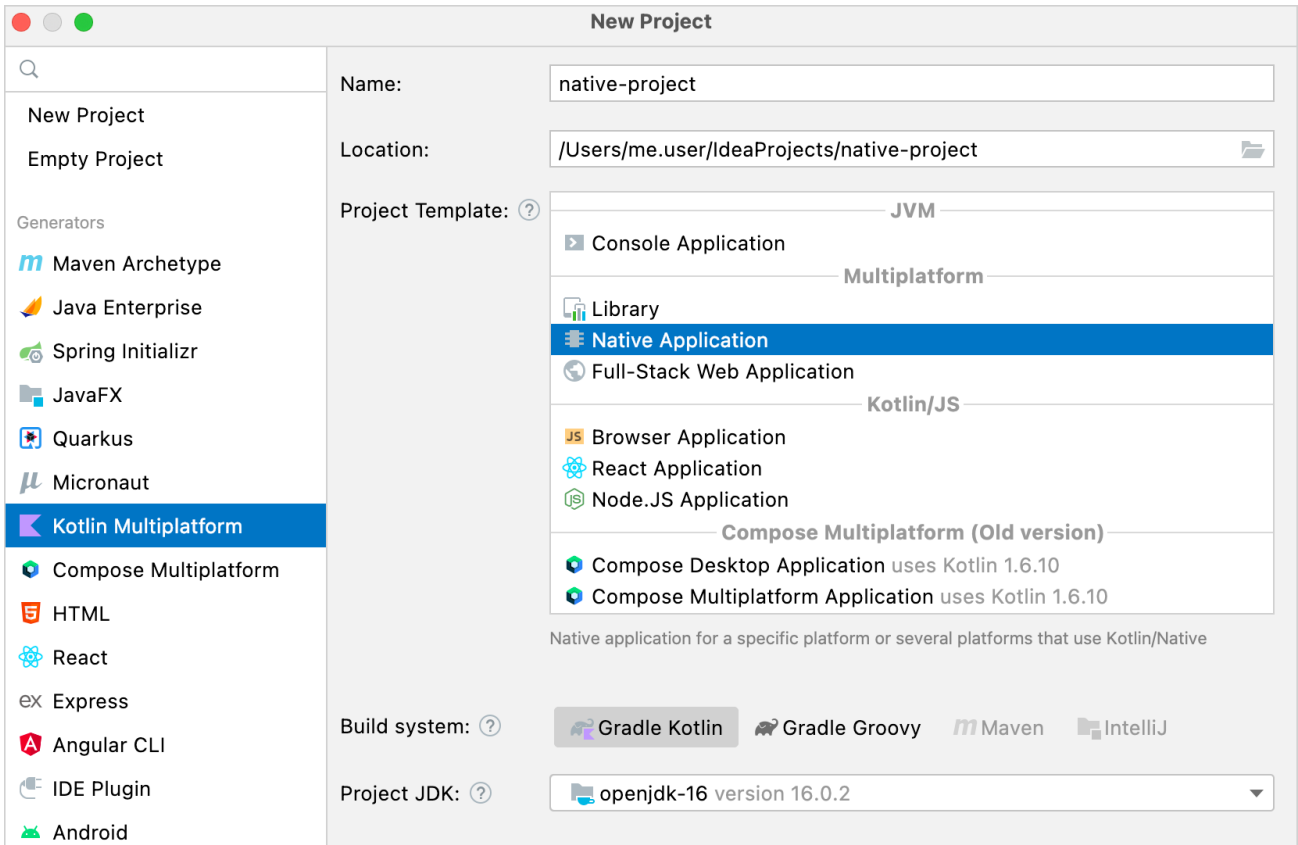 New Project
New Project
Empty Project
Generators
Maven Archetype
Java Enterprise
Spring Initializr
JavaFX
Quarkus
Micronaut
Kotlin Multiplatform
Compose Multiplatform
HTML
React
ex Express
Angular CLI
IDE Plugin
Android
Name: native-project
Location: /Users/me.user/IdeaProjects/native-project
Project Template: ?
JVM
Console Application
Multiplatform
Library
Native Application
Full-Stack Web Application
Kotlin/JS
JS Browser Application
React Application
JS Node.JS Application
Compose Multiplatform (Old version)
Compose Desktop Application uses Kotlin 1.6.10
Compose Multiplatform Application uses Kotlin 1.6.10
Native application for a specific platform or several platforms that use Kotlin/Native
Build system: ? Gradle Kotlin Gradle Groovy Maven IntelliJ
Project JDK: ? openjdk-16 version 16.0.2